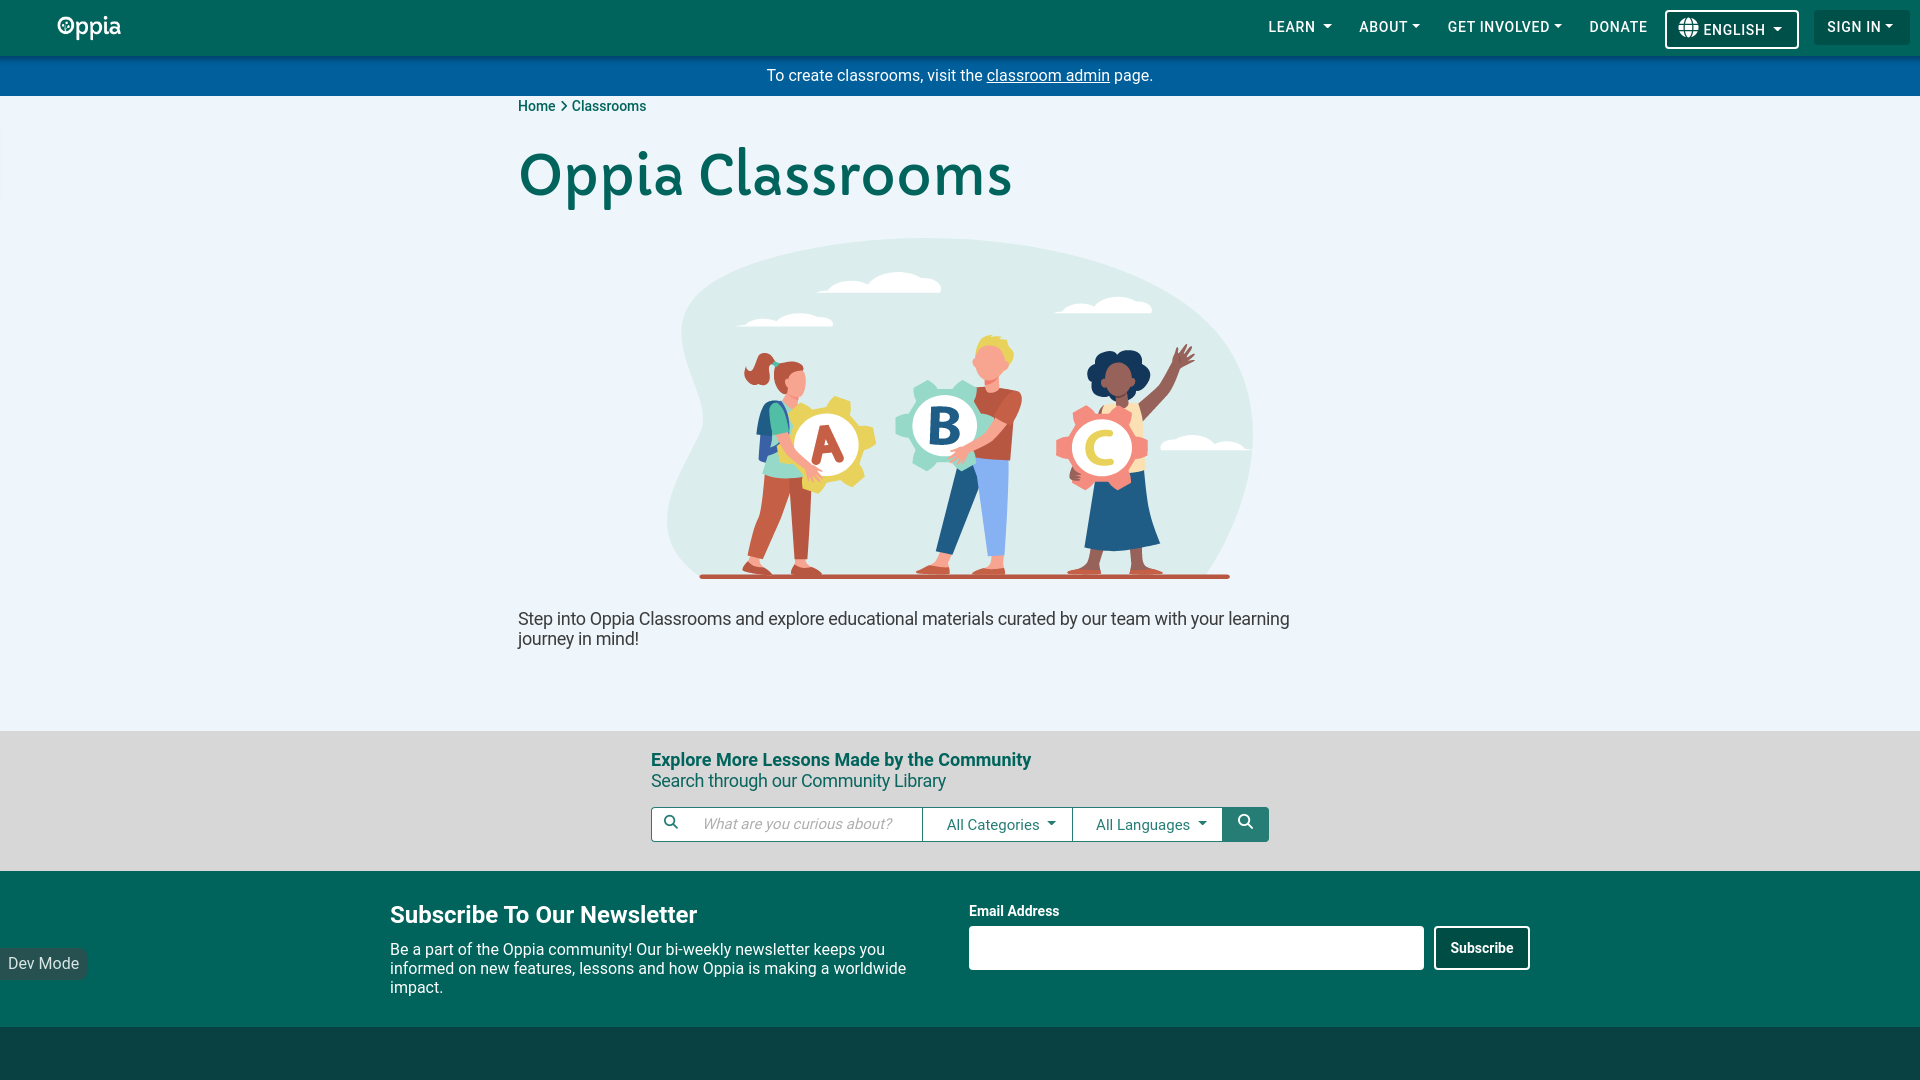 Oppia
LEARN
ABOUT
GET INVOLVED
DONATE
ENGLISH
SIGN IN
To create classrooms, visit the classroom admin page.
Home
Classrooms
Oppia Classrooms
A
B
C
Step into Oppia Classrooms and explore educational materials curated by our team with your learning
journey in mind!
Explore More Lessons Made by the Community
Search through our Community Library
What are you curious about?
All Categories
All Languages
Subscribe To Our Newsletter
Be a part of the Oppia community! Our bi-weekly newsletter keeps you
informed on new features, lessons and how Oppia is making a worldwide
impact.
Email Address
Subscribe
Dev Mode